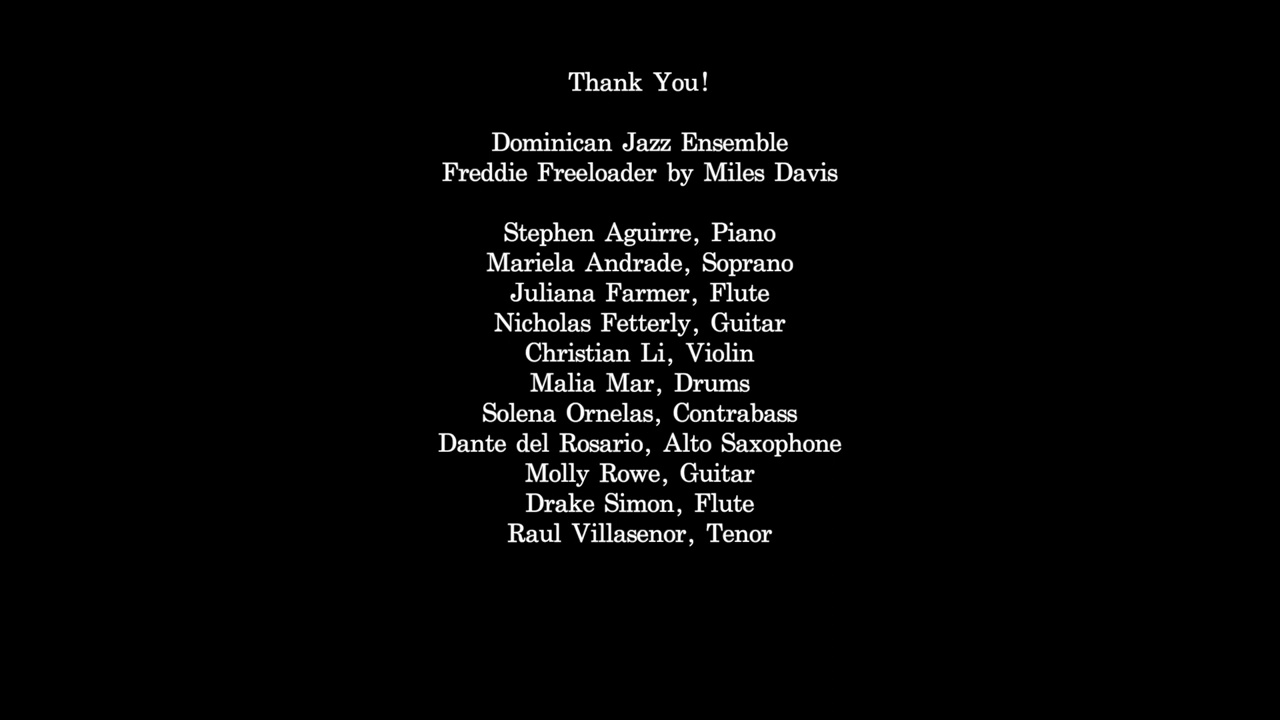 Thank You!
Dominican Jazz Ensemble
Freddie Freeloader by Miles Davis
Stephen Aguirre, Piano
Mariela Andrade, Soprano
Juliana Farmer, Flute
Nicholas Fetterly, Guitar
Christian Li, Violin
Malia Mar, Drums
Solena Ornelas, Contrabass
Dante del Rosario, Alto Saxophone
Molly Rowe, Guitar
Drake Simon, Flute
Raul Villasenor, Tenor